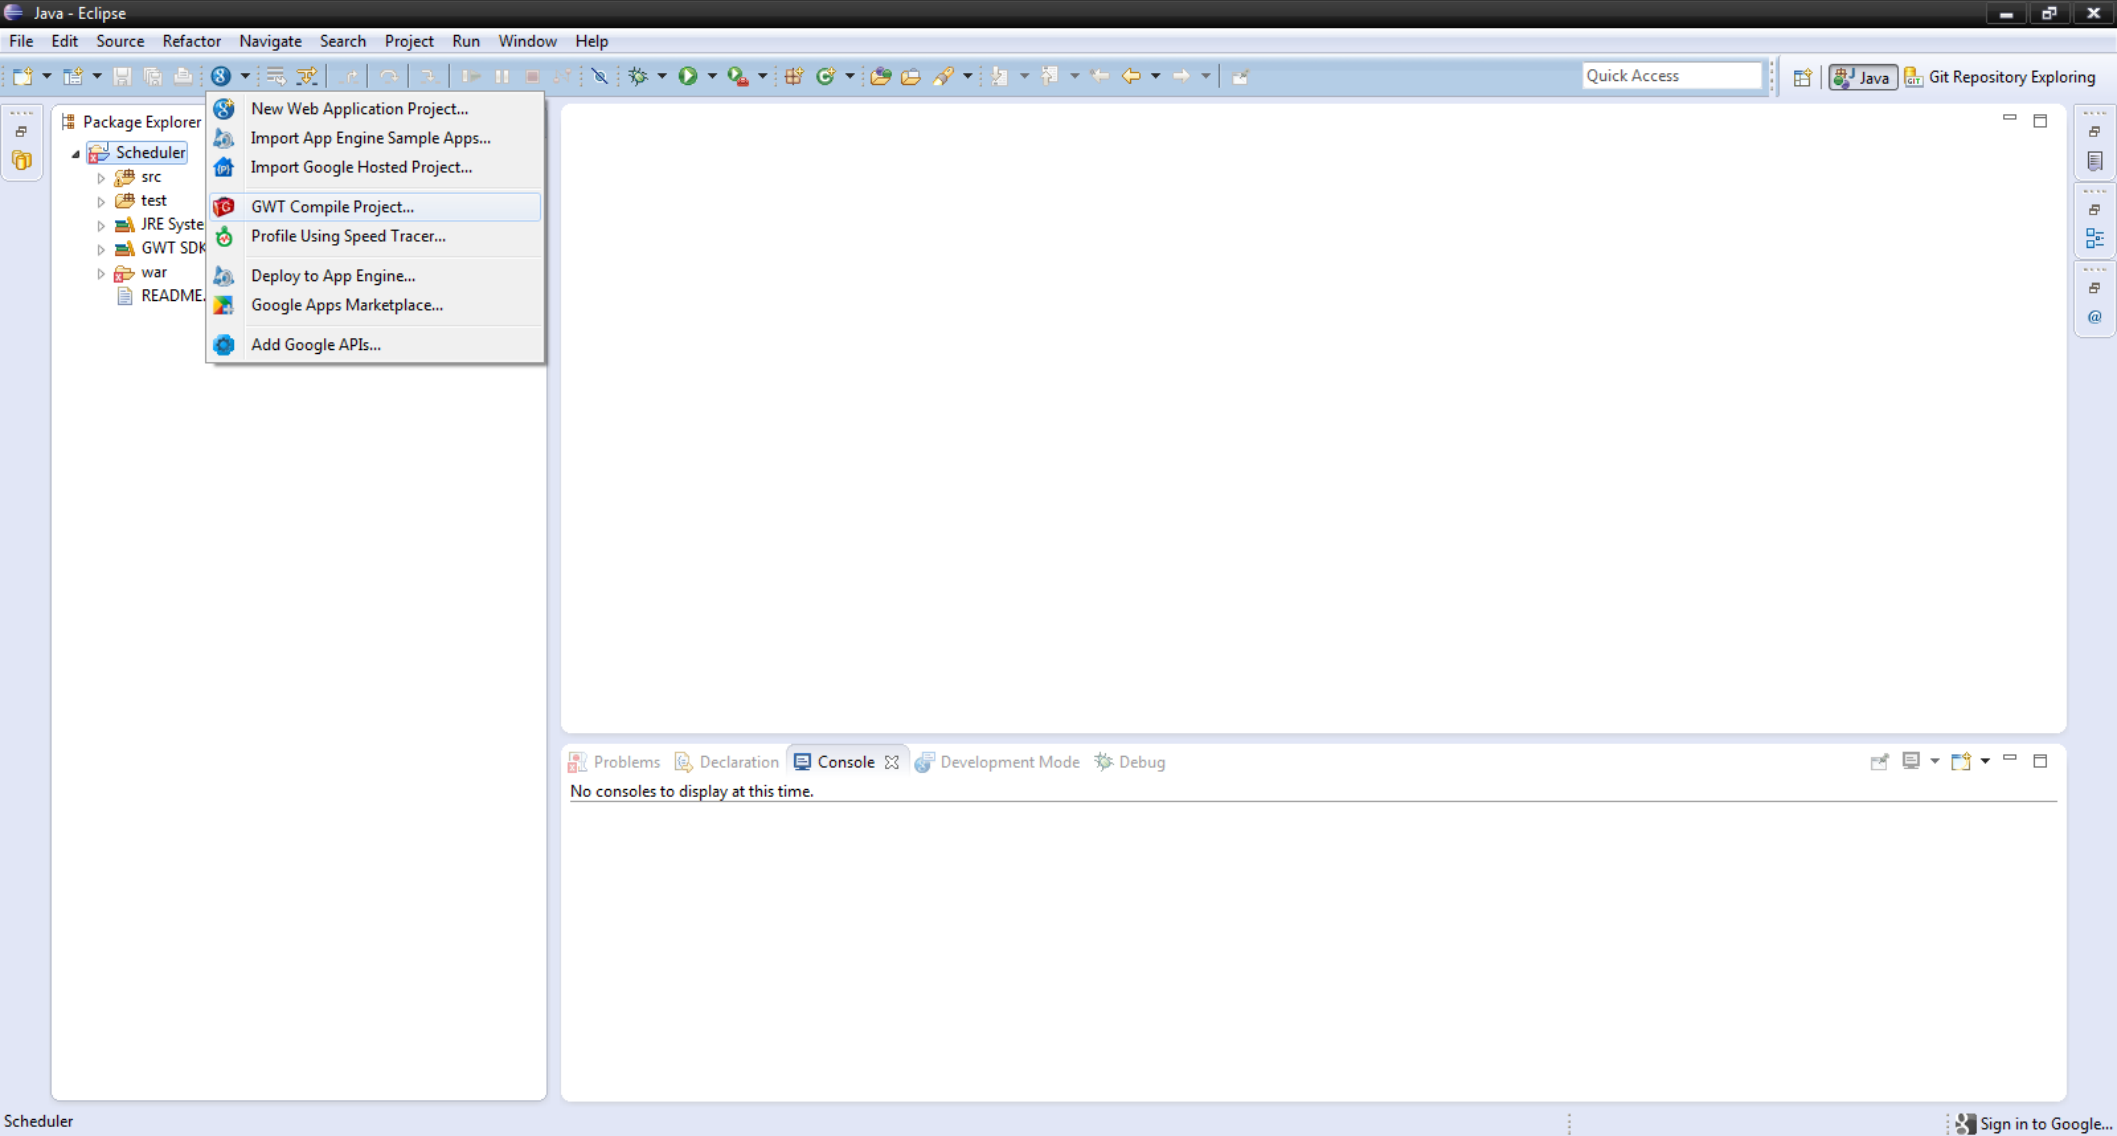 Java - Eclipse
File Edit Source Refactor Navigate Search Project Run Window Help
Quick Access
Java
Git Repository Exploring
Package Explorer
Scheduler
src
test
JRE Syste
GWT SDK
war
README.
New Web Application Project...
Import App Engine Sample Apps...
Import Google Hosted Project...
GWT Compile Project...
Profile Using Speed Tracer...
Deploy to App Engine...
Google Apps Marketplace...
Add Google APIs...
Problems Declaration Console Development Mode Debug
No consoles to display at this time.
Scheduler
Sign in to Google...